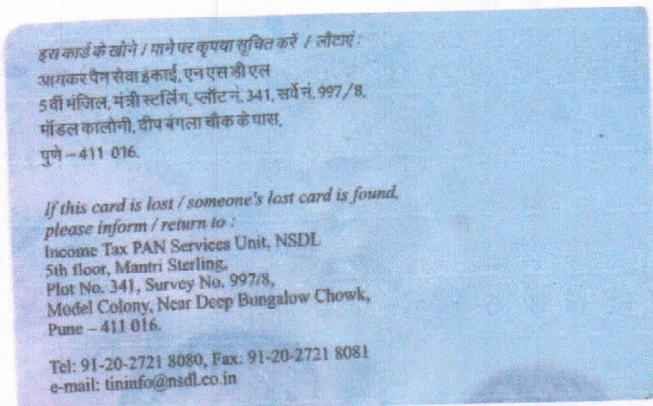 इस कार्ड के खोने / पाने पर कृपया सूचित करें / लौटाएं :
आयकर पैन सेवा इकाई, एन एस डी एल
5 वीं मंजिल, मंत्री स्टर्लिंग, प्लॉट नं. 341, सर्वे नं. 997/8,
मॉडल कालोनी, दीप बंगला चौक के पास,
पुणे – 411 016.
If this card is lost / someone's lost card is found,
please inform / return to :
Income Tax PAN Services Unit, NSDL
5th floor, Mantri Sterling,
Plot No. 341, Survey No. 997/8,
Model Colony, Near Deep Bungalow Chowk,
Pune – 411 016.
Tel: 91-20-2721 8080, Fax: 91-20-2721 8081
e-mail: tininfo@nsdl.co.in